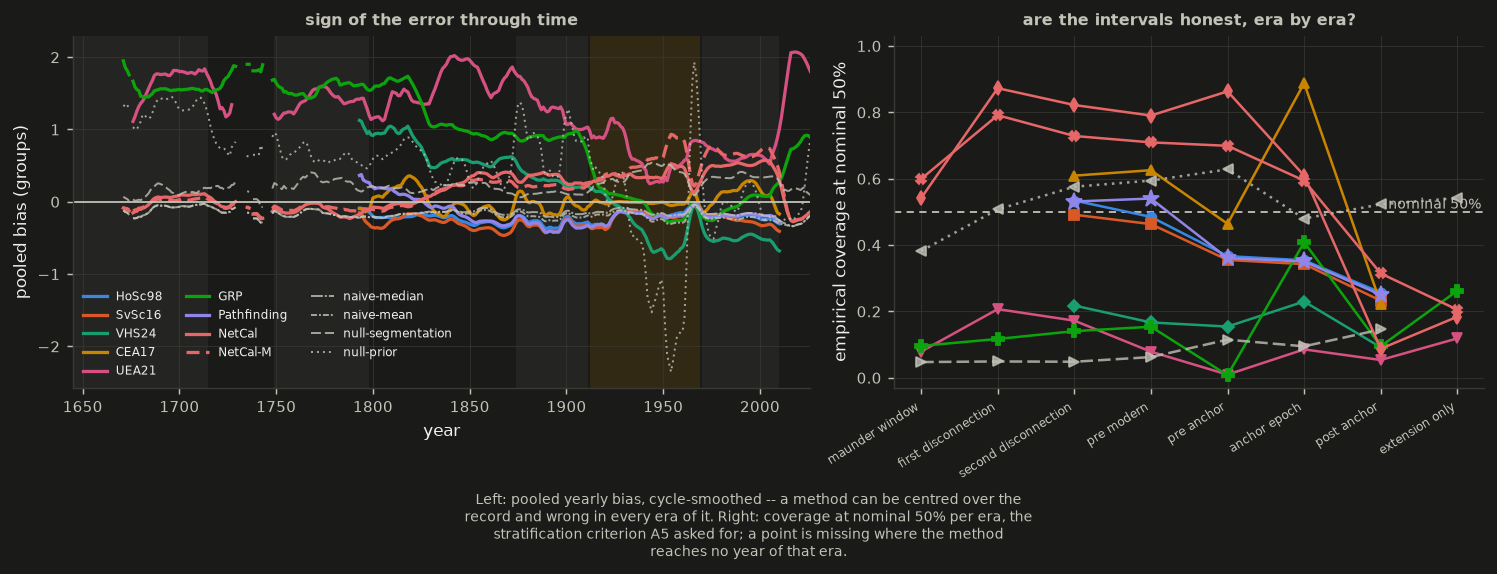 sign of the error through time
pooled bias (groups)
2
1
0
−1
−2
HoSc98
SvSc16
VHS24
CEA17
UEA21
GRP
Pathfinding
NetCal
NetCal-M
naive-median
naive-mean
null-segmentation
null-prior
1650 1700 1750 1800 1850 1900 1950 2000
year
are the intervals honest, era by era?
empirical coverage at nominal 50%
1.0
0.8
0.6
0.4
0.2
0.0
nominal 50%
maunder window
first disconnection
second disconnection
pre modern
pre anchor
anchor epoch
post anchor
extension only
Left: pooled yearly bias, cycle-smoothed -- a method can be centred over the
record and wrong in every era of it. Right: coverage at nominal 50% per era, the
stratification criterion A5 asked for; a point is missing where the method
reaches no year of that era.